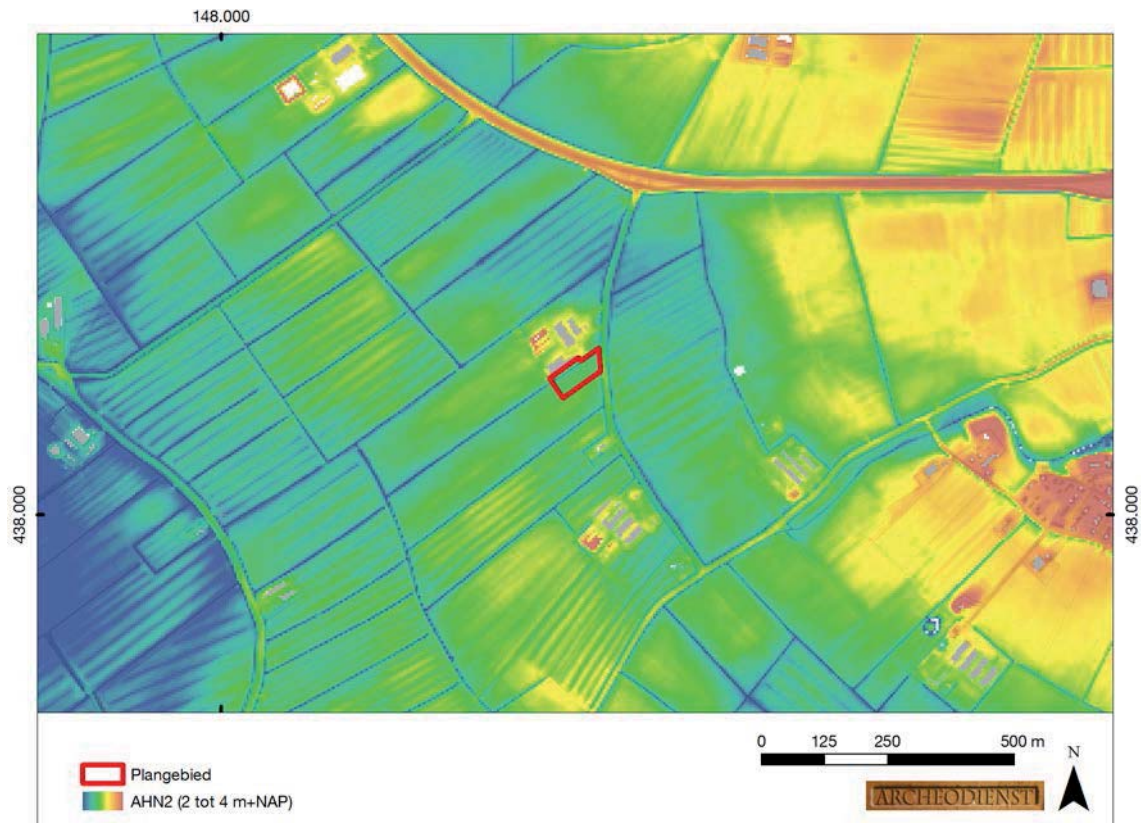 148.000
438.000
438.000
0 125 250 500 m
N
Plangebied
AHN2 (2 tot 4 m+NAP)
ARCHEODIENST